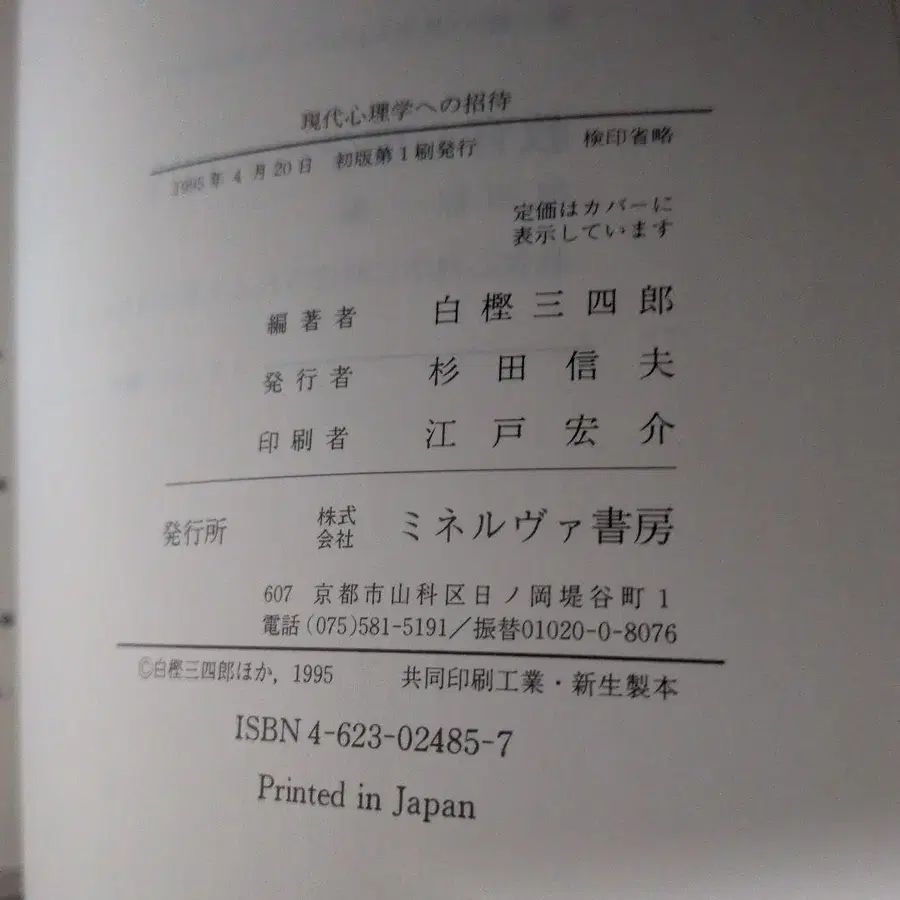 現代心理学への招待
1995年4月20日 初版第1刷発行 検印省略
定価はカバーに
表示しています
編著者 白樫三四郎
発行者 杉田信夫
印刷者 江戸宏介
発行所 株式会社 ミネルヴァ書房
607 京都市山科区日ノ岡堤谷町1
電話(075)581-5191/振替01020-0-8076
©白樫三四郎ほか, 1995 共同印刷工業・新生製本
ISBN 4-623-02485-7
Printed in Japan